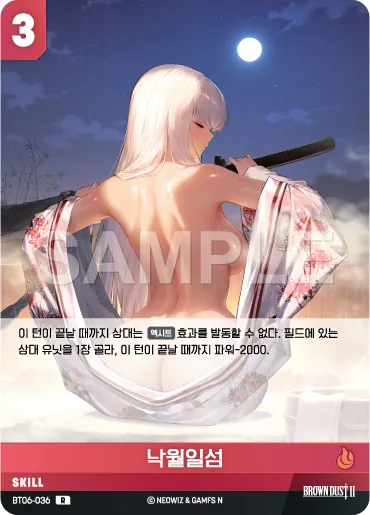 3
SAMPLE
이 턴이 끝날 때까지 상대는 엑시트 효과를 발동할 수 없다. 필드에 있는
상대 유닛을 1장 골라, 이 턴이 끝날 때까지 파워-2000.
낙월일섬
SKILL
BT06-036 R
© NEOWIZ & GAMFS N
BROWN DUST II